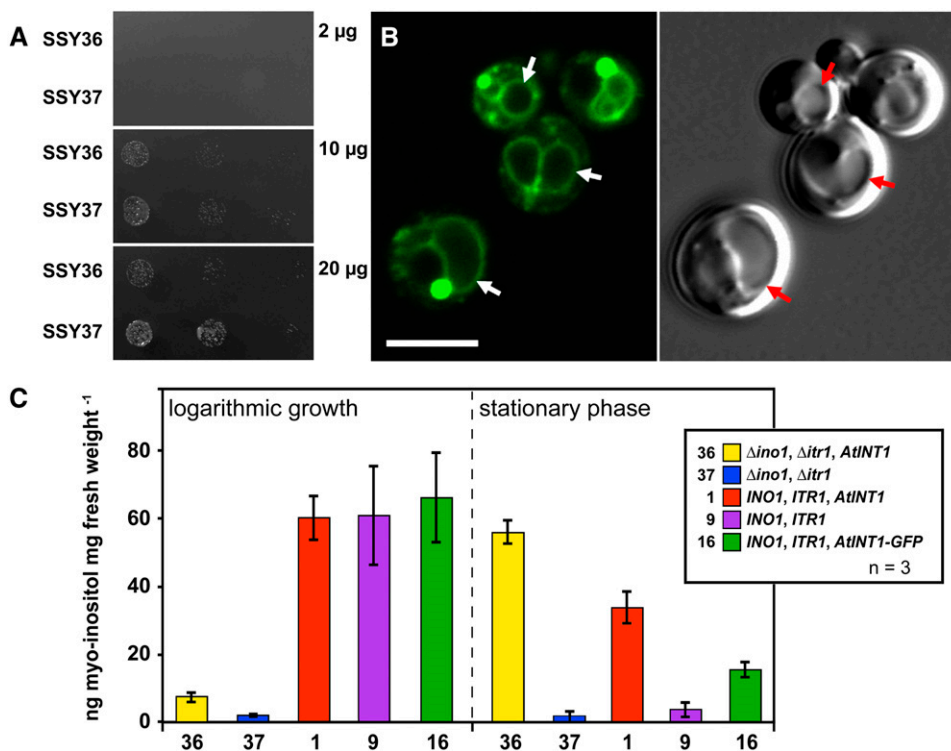 A
B
SSY36
2 µg
SSY37
SSY36
10 µg
SSY37
SSY36
20 µg
SSY37
C
logarithmic growth
stationary phase
ng myo-inositol mg fresh weight ⁻¹
80
60
40
20
0
36 37 1 9 16 36 37 1 9 16
36 Δino1, Δitr1, AtINT1
37 Δino1, Δitr1
1 INO1, ITR1, AtINT1
9 INO1, ITR1
16 INO1, ITR1, AtINT1-GFP
n = 3